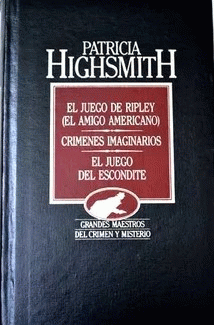 PATRICIA
HIGHSMITH
EL JUEGO DE RIPLEY
(EL AMIGO AMERICANO)
CRIMENES IMAGINARIOS
EL JUEGO
DEL ESCONDITE
GRANDES MAESTROS
DEL CRIMEN Y MISTERIO